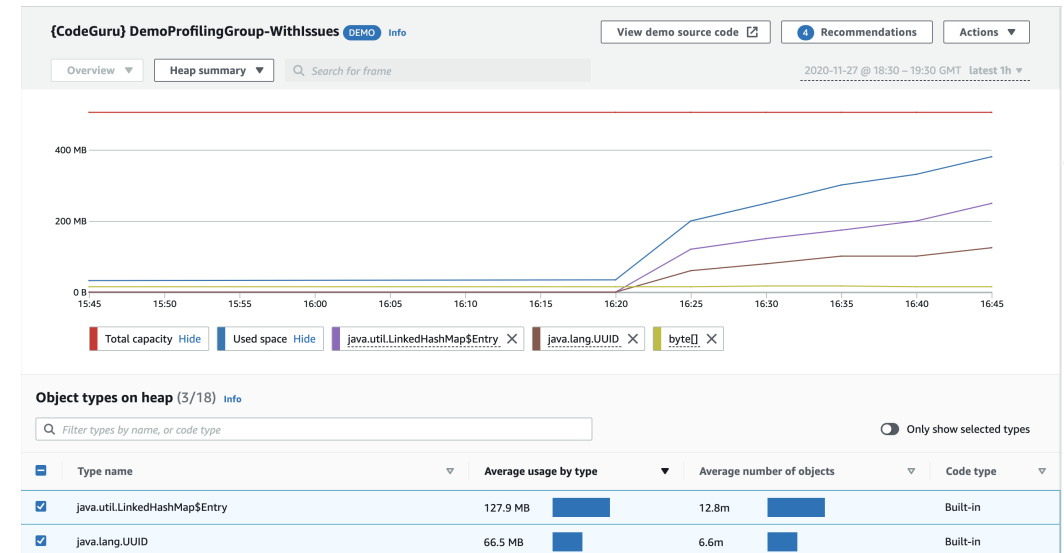 {CodeGuru} DemoProfilingGroup-WithIssues DEMO Info
View demo source code
4 Recommendations
Actions ▼
Overview ▼
Heap summary ▼
Search for frame
2020-11-27 @ 18:30 – 19:30 GMT latest 1h ▼
400 MB
200 MB
0 B
15:45 15:50 15:55 16:00 16:05 16:10 16:15 16:20 16:25 16:30 16:35 16:40 16:45
Total capacity Hide
Used space Hide
java.util.LinkedHashMap$Entry
java.lang.UUID
byte[]
Object types on heap (3/18) Info
Filter types by name, or code type
Only show selected types
Type name Average usage by type Average number of objects Code type
java.util.LinkedHashMap$Entry 127.9 MB 12.8m Built-in
java.lang.UUID 66.5 MB 6.6m Built-in